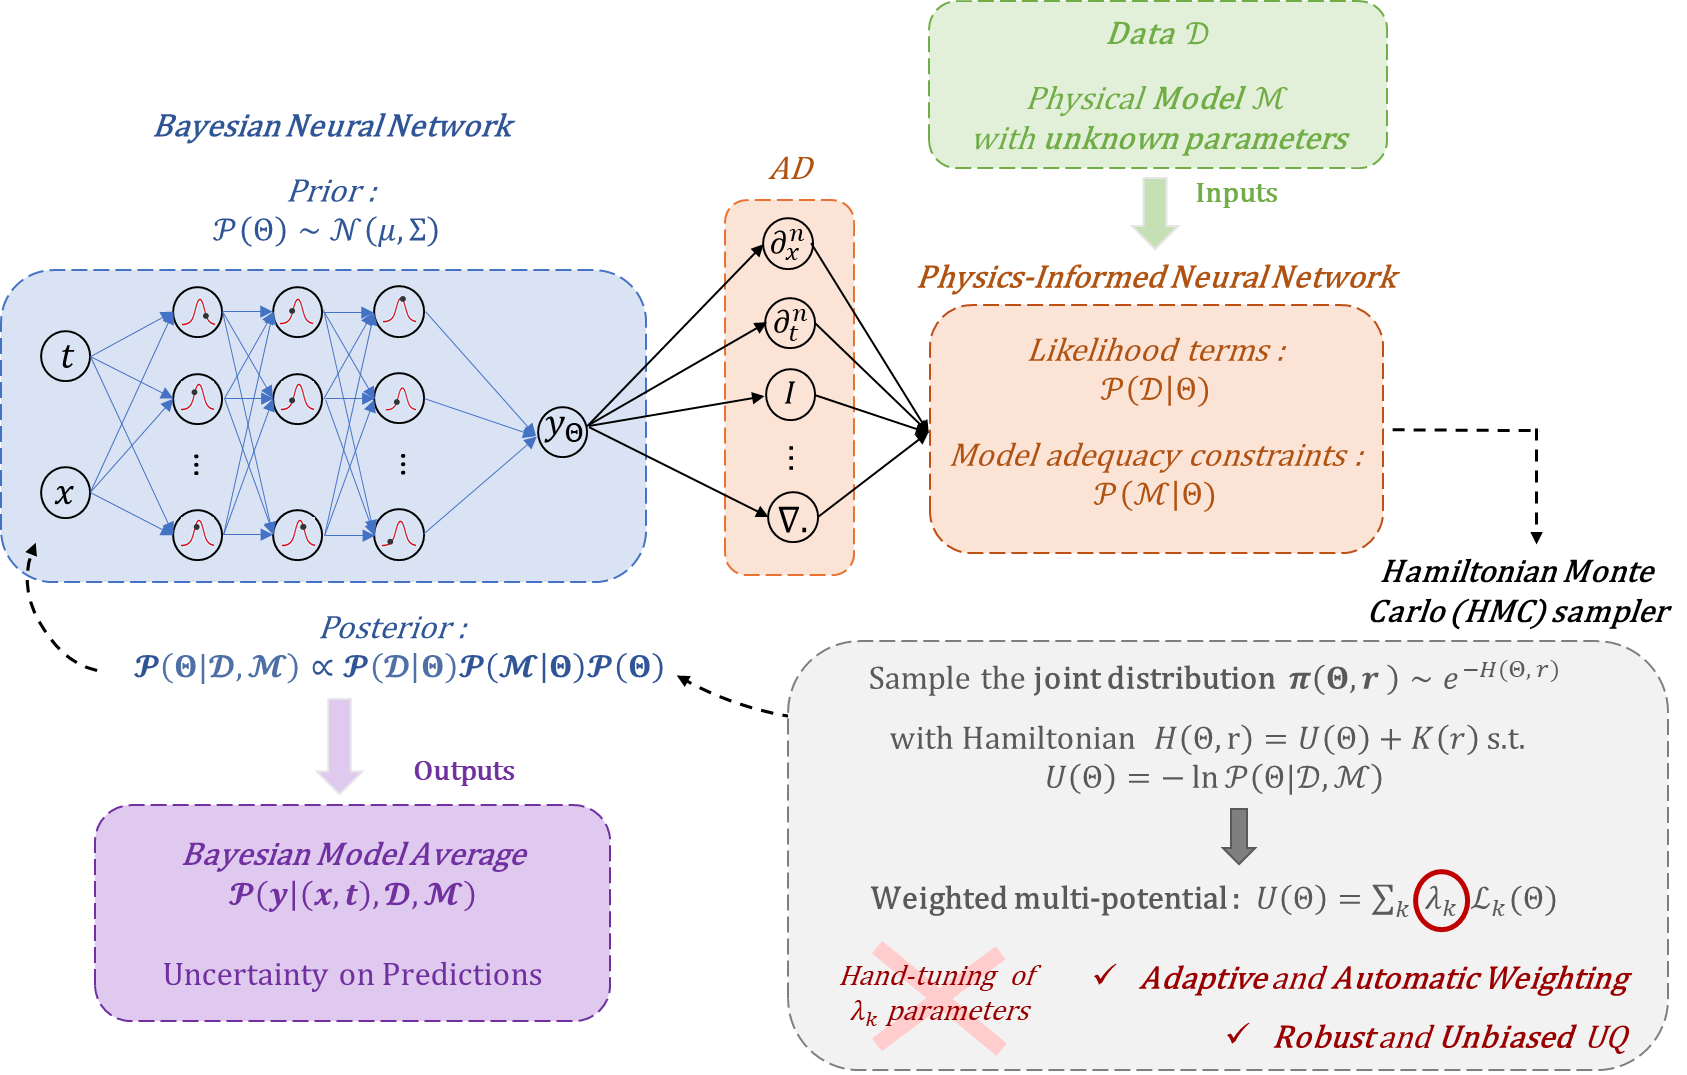 Data 𝒟
Physical Model ℳ
with unknown parameters
Inputs
Bayesian Neural Network
Prior :
𝒫(Θ) ~ 𝒩(μ, Σ)
t
x
⋮
⋮
y_Θ
AD
∂ₓⁿ
∂ₜⁿ
I
⋮
∇.
Physics-Informed Neural Network
Likelihood terms :
𝒫(𝒟|Θ)
Model adequacy constraints :
𝒫(ℳ|Θ)
Hamiltonian Monte
Carlo (HMC) sampler
Posterior :
𝒫(Θ|𝒟, ℳ) ∝ 𝒫(𝒟|Θ)𝒫(ℳ|Θ)𝒫(Θ)
Outputs
Bayesian Model Average
𝒫(y|(x, t), 𝒟, ℳ)
Uncertainty on Predictions
Sample the joint distribution π(Θ, r ) ~ e^{−H(Θ, r)}
with Hamiltonian H(Θ, r) = U(Θ) + K(r) s.t.
U(Θ) = − ln 𝒫(Θ|𝒟, ℳ)
Weighted multi-potential : U(Θ) = ∑ₖ λₖ ℒₖ(Θ)
Hand-tuning of
λₖ parameters
✓ Adaptive and Automatic Weighting
✓ Robust and Unbiased UQ